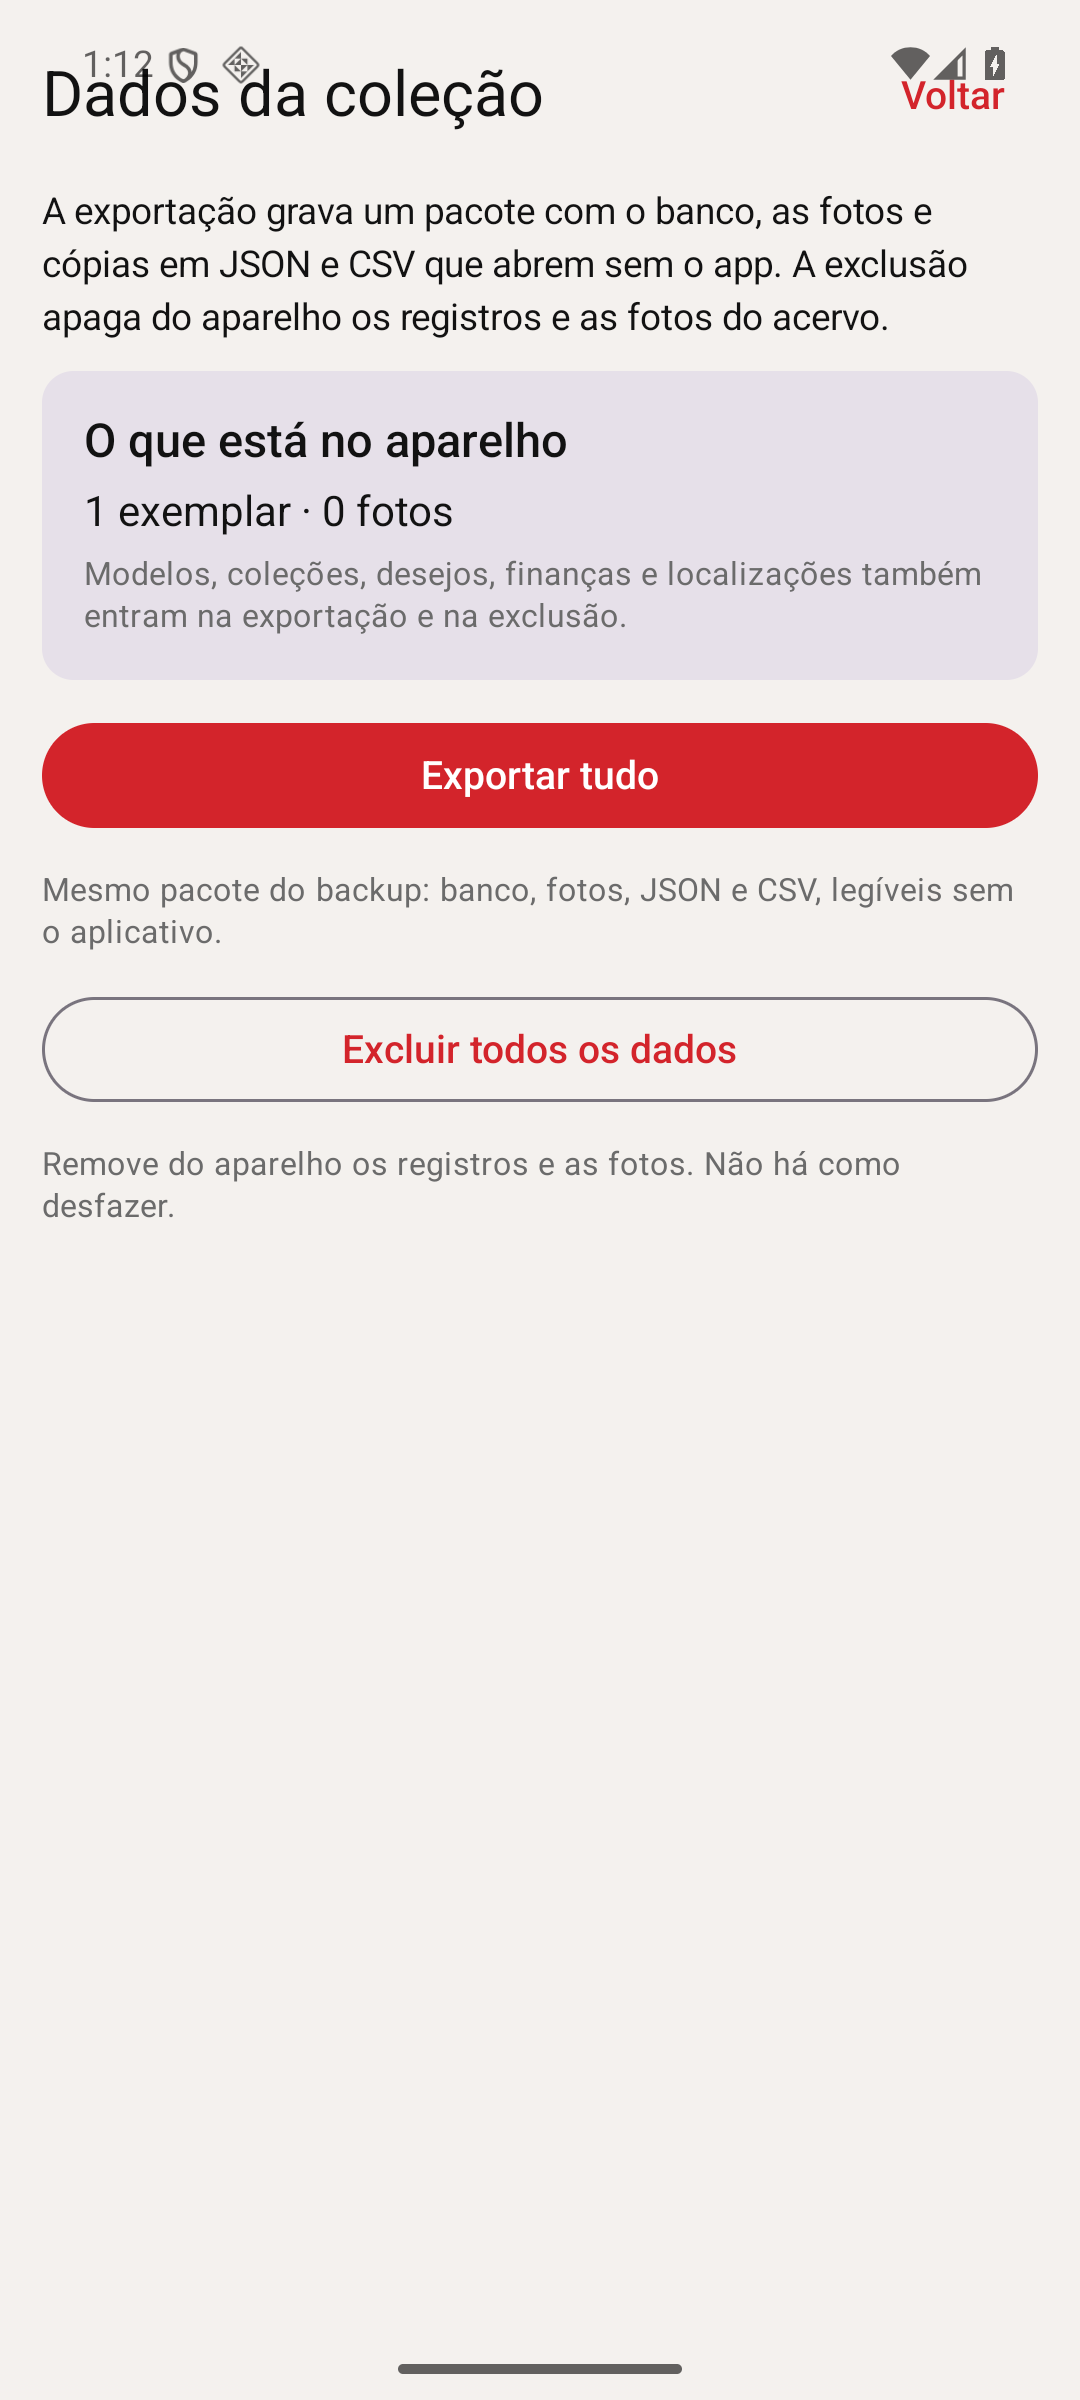 1:12
Dados da coleção
Voltar
A exportação grava um pacote com o banco, as fotos e
cópias em JSON e CSV que abrem sem o app. A exclusão
apaga do aparelho os registros e as fotos do acervo.
O que está no aparelho
1 exemplar · 0 fotos
Modelos, coleções, desejos, finanças e localizações também
entram na exportação e na exclusão.
Exportar tudo
Mesmo pacote do backup: banco, fotos, JSON e CSV, legíveis sem
o aplicativo.
Excluir todos os dados
Remove do aparelho os registros e as fotos. Não há como
desfazer.